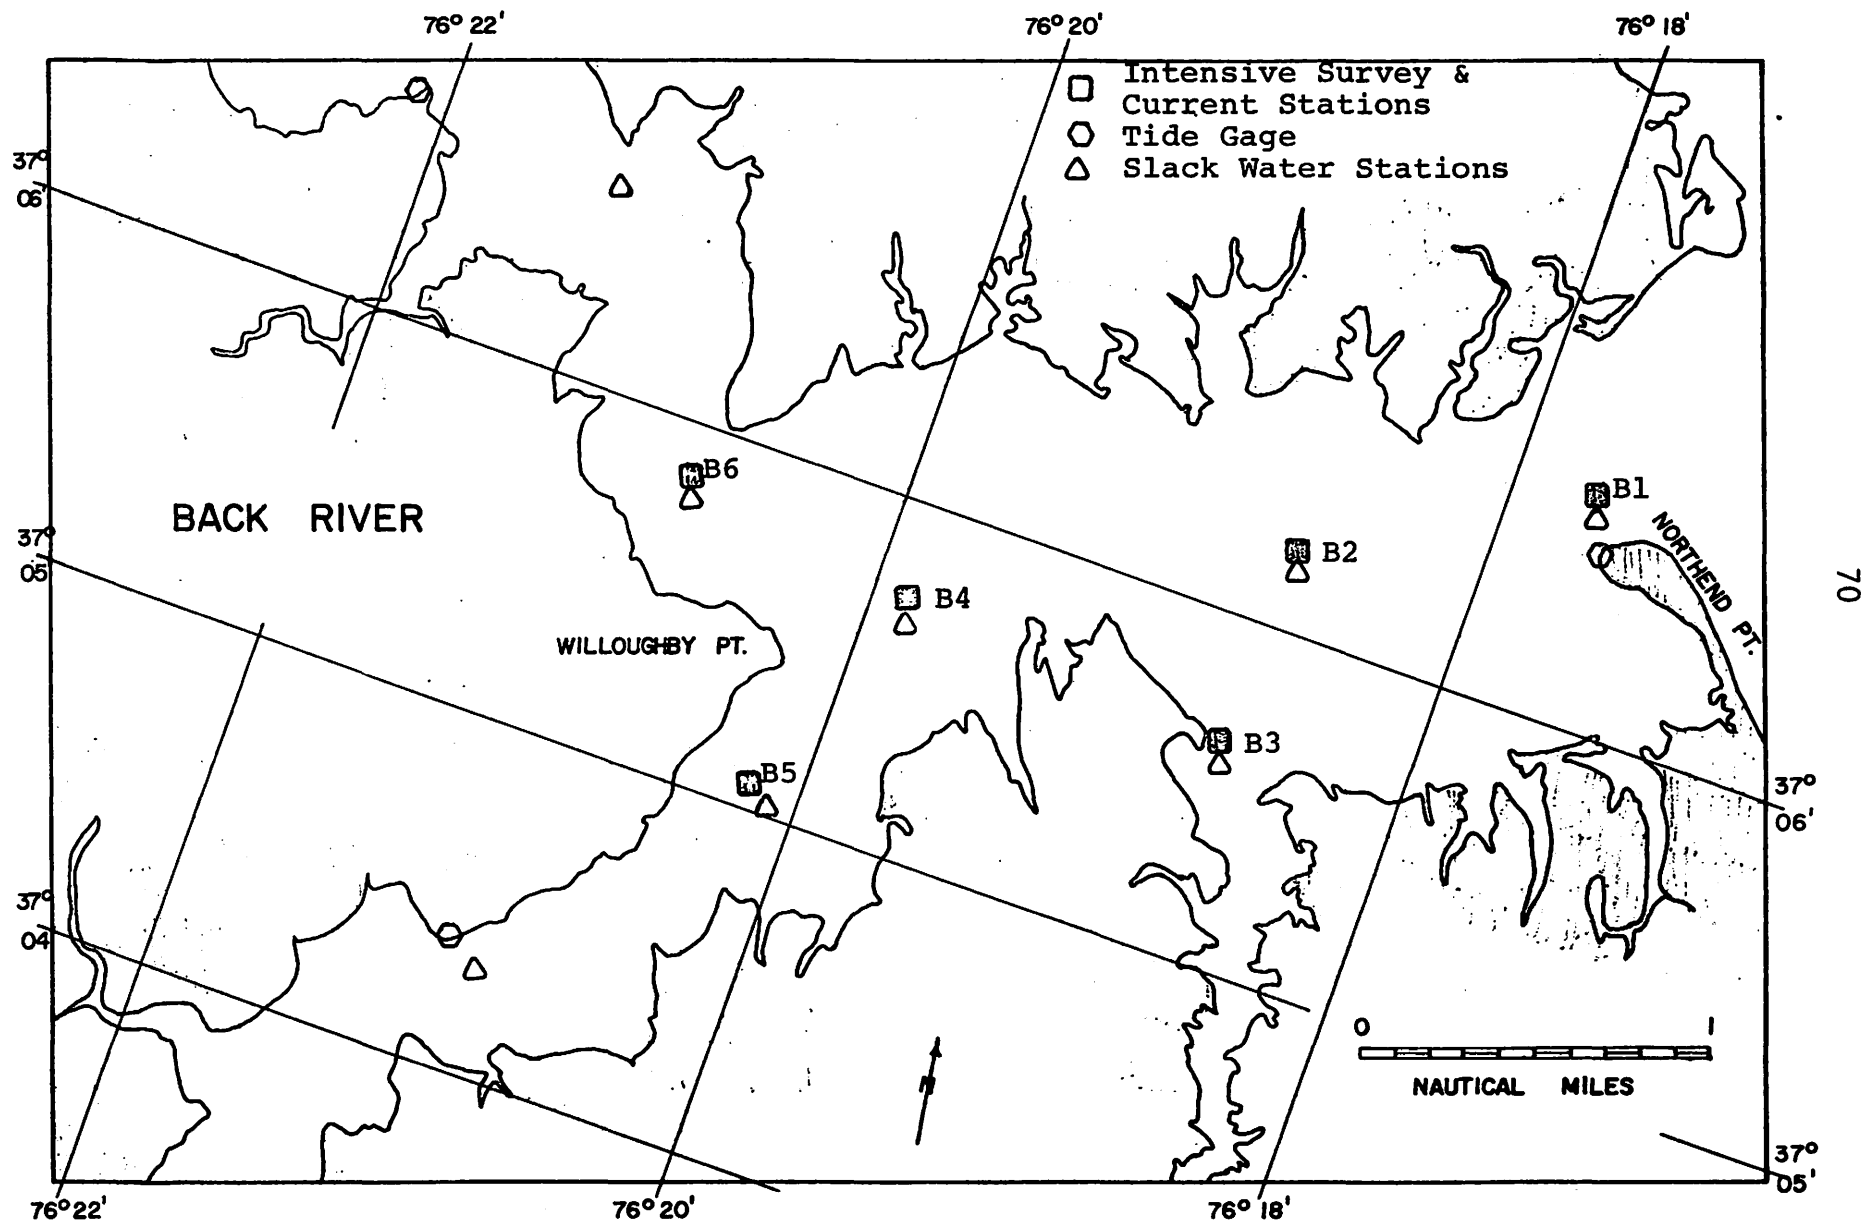 76° 22'
76° 20'
76° 18'
Intensive Survey &
Current Stations
Tide Gage
Slack Water Stations
37°
06'
B6
B1
BACK RIVER
NORTHEND PT.
37°
05'
B2
B4
70
WILLOUGHBY PT.
B3
B5
37°
06'
37°
04'
0 1
N
NAUTICAL MILES
37°
05'
76° 22'
76° 20'
76° 18'